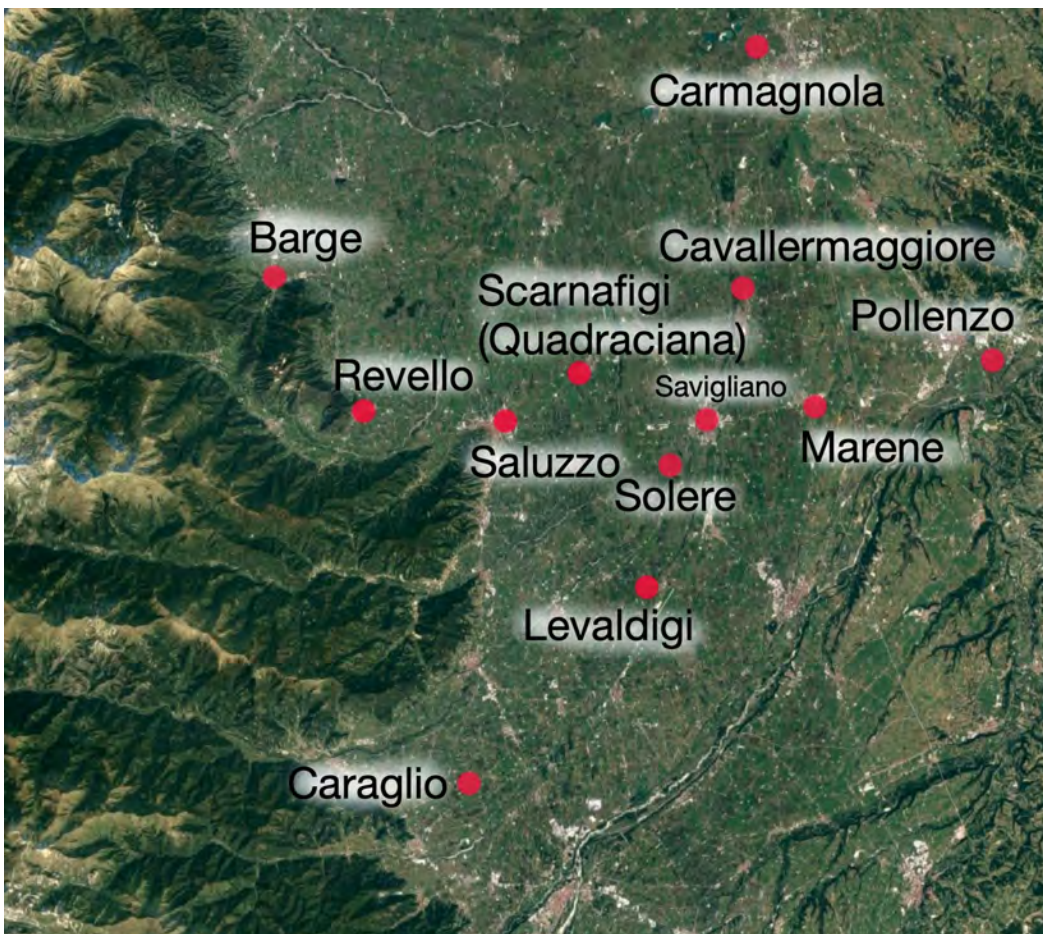 Carmagnola
Barge
Cavallermaggiore
Scarnafigi
(Quadraciana)
Pollenzo
Revello
Savigliano
Marene
Saluzzo
Solere
Levaldigi
Caraglio